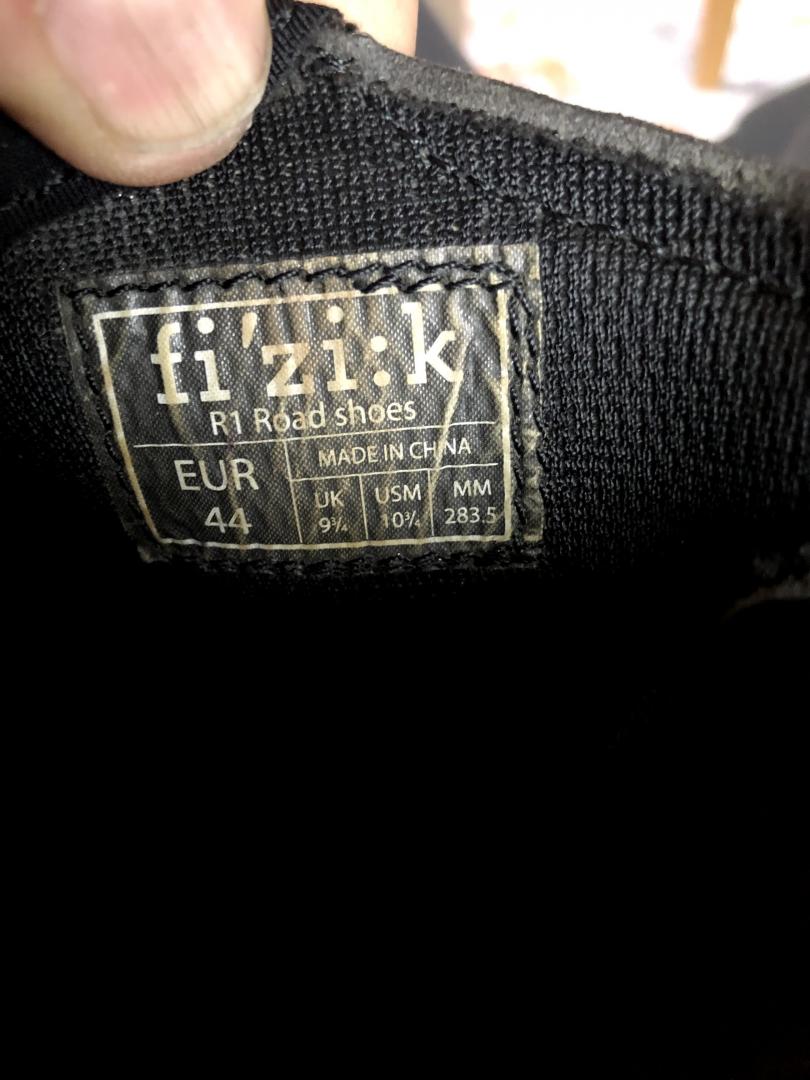 fi'zi:k
R1 Road shoes
EUR
44
MADE IN CHINA
UK
9¾
USM
10¾
MM
283.5